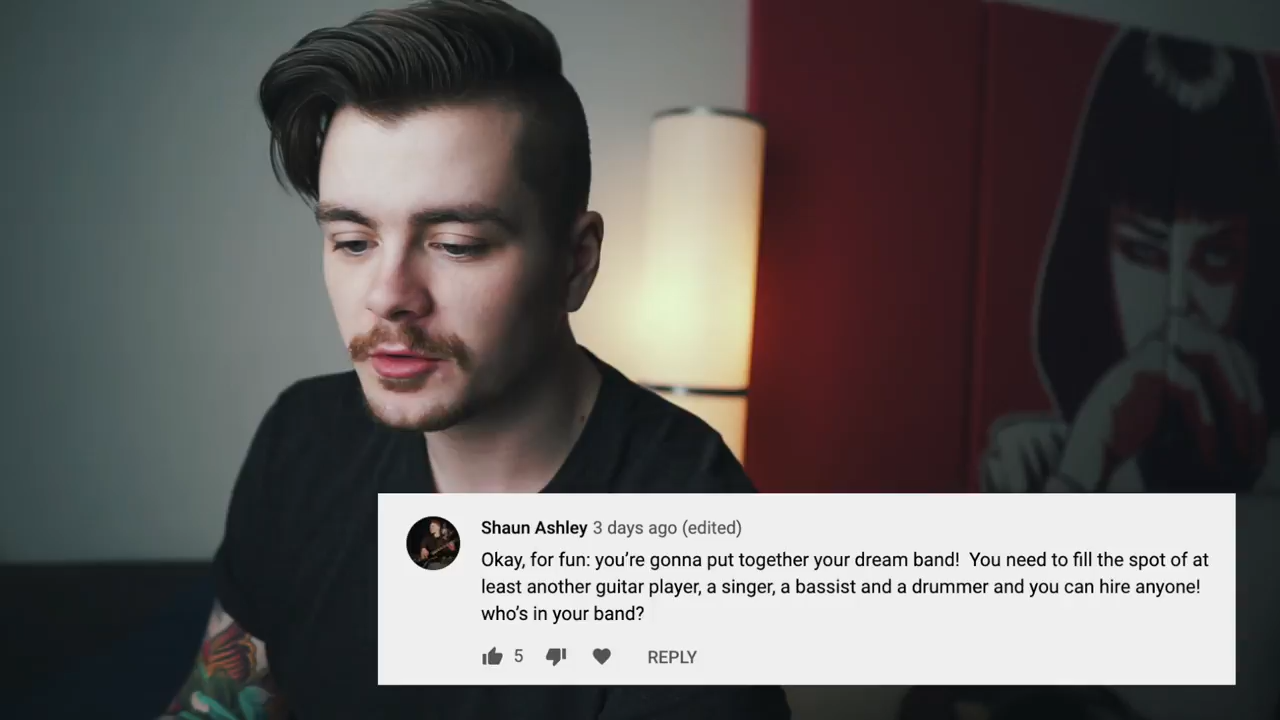 Shaun Ashley 3 days ago (edited)
Okay, for fun: you’re gonna put together your dream band!  You need to fill the spot of at
least another guitar player, a singer, a bassist and a drummer and you can hire anyone!
who’s in your band?
5 REPLY